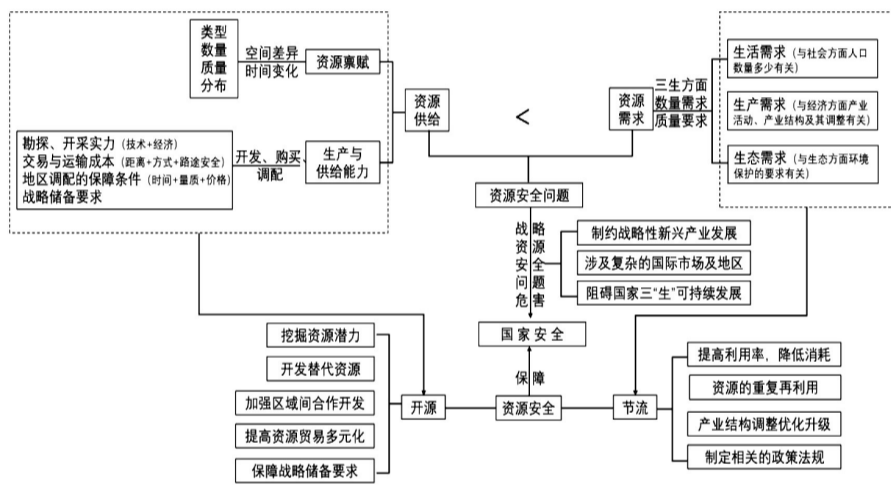 类型
数量
质量
分布
空间差异
时间变化
资源禀赋
勘探、开采实力（技术+经济）
交易与运输成本（距离+方式+路途安全）
地区调配的保障条件（时间+量质+价格）
战略储备要求
开发、购买、
调配
生产与
供给能力
资源
供给
<
资源
需求
三生方面
数量需求
质量要求
生活需求（与社会方面人口
数量多少有关）
生产需求（与经济方面产业
活动、产业结构及其调整有关）
生态需求（与生态方面环境
保护的要求有关）
资源安全问题
战略
资源
安全
问题
危害
制约战略性新兴产业发展
涉及复杂的国际市场及地区
阻碍国家三“生”可持续发展
国家安全
保障
挖掘资源潜力
开发替代资源
加强区域间合作开发
提高资源贸易多元化
保障战略储备要求
开源
资源安全
节流
提高利用率，降低消耗
资源的重复再利用
产业结构调整优化升级
制定相关的政策法规